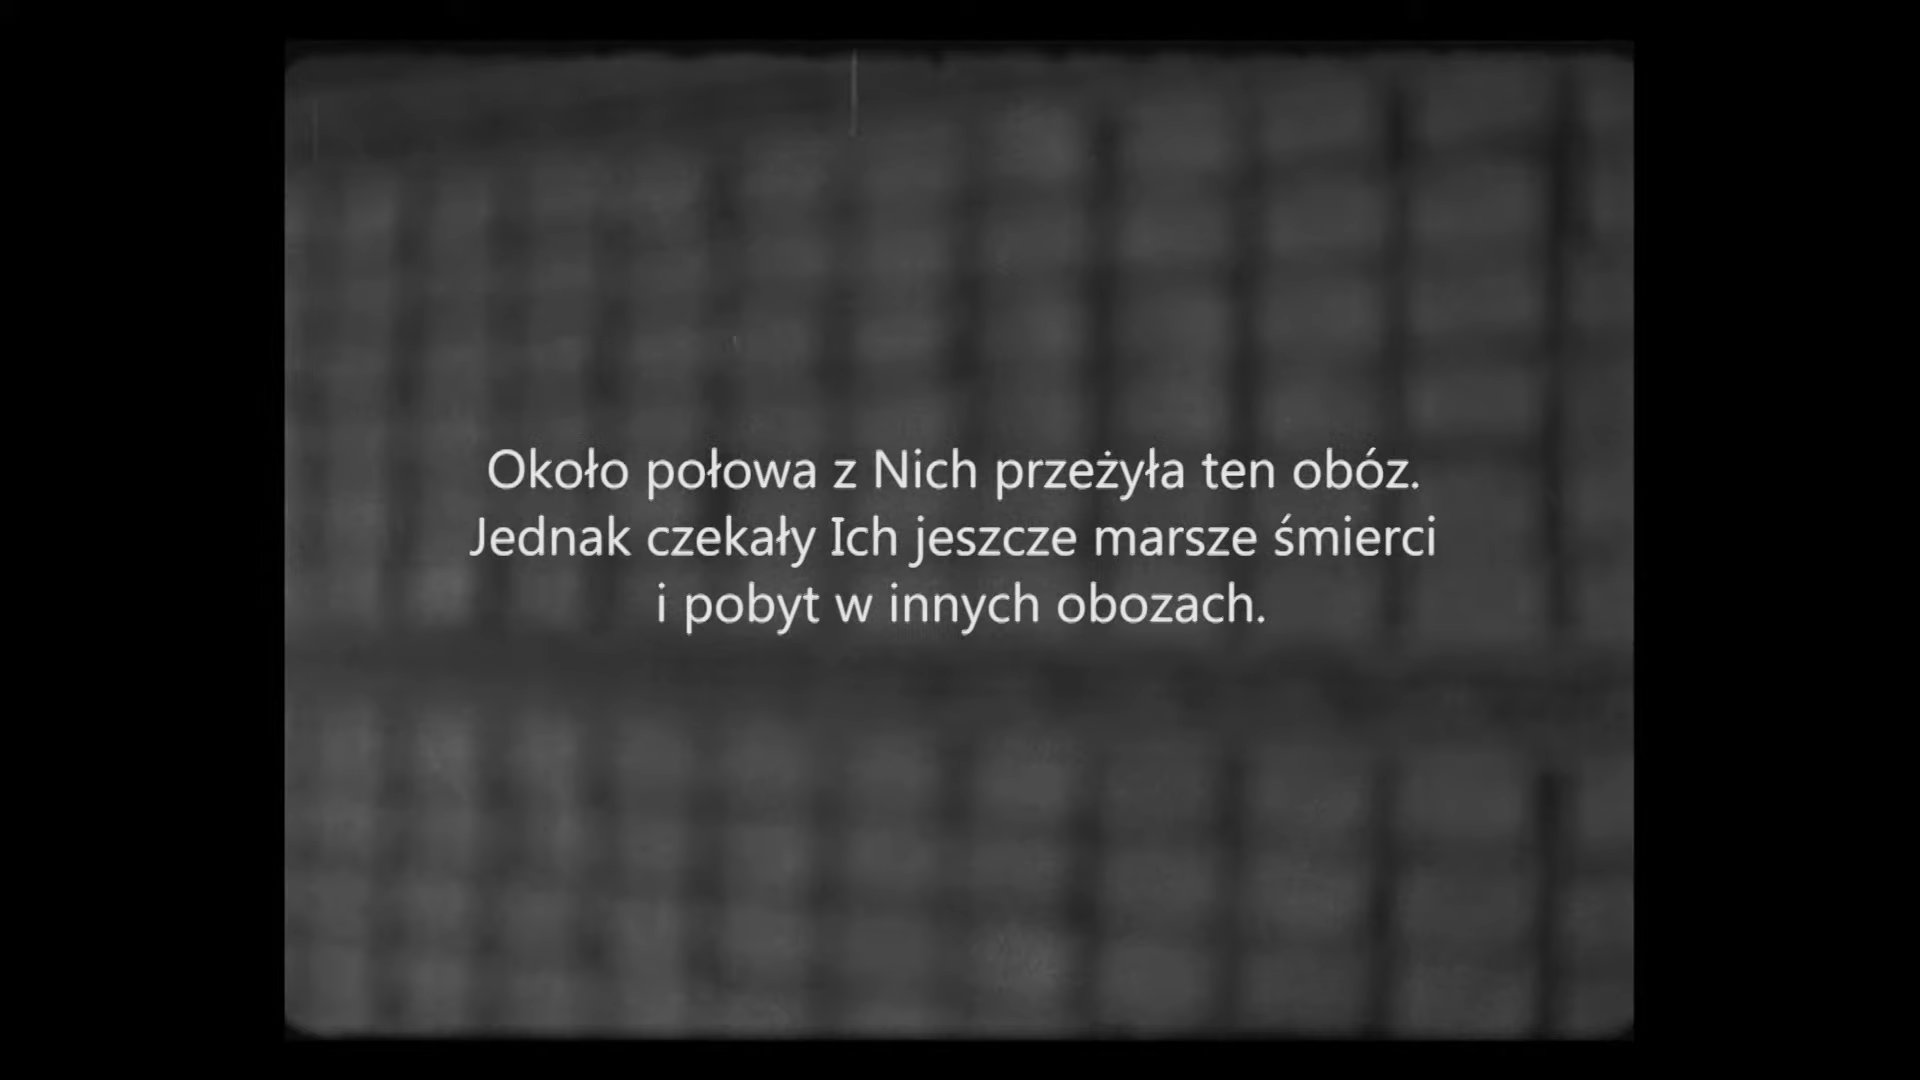 Około połowa z Nich przeżyła ten obóz.
Jednak czekały Ich jeszcze marsze śmierci
i pobyt w innych obozach.